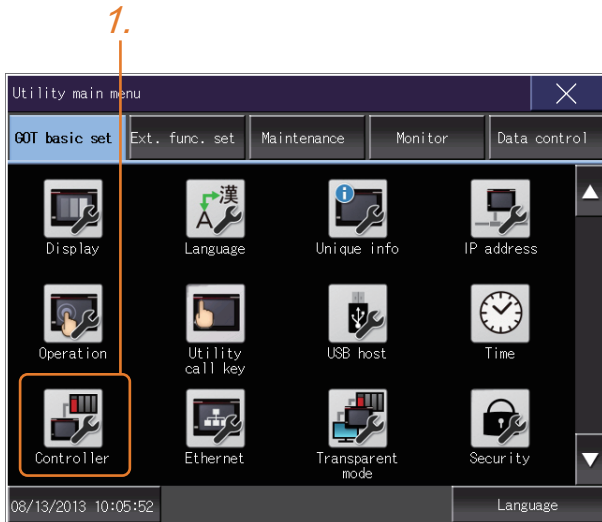 1.
Utility main menu
GOT basic set Ext. func. set Maintenance Monitor Data control
漢
A
Display Language Unique info IP address
Operation Utility call key USB host Time
Controller Ethernet Transparent mode Security
08/13/2013 10:05:52 Language